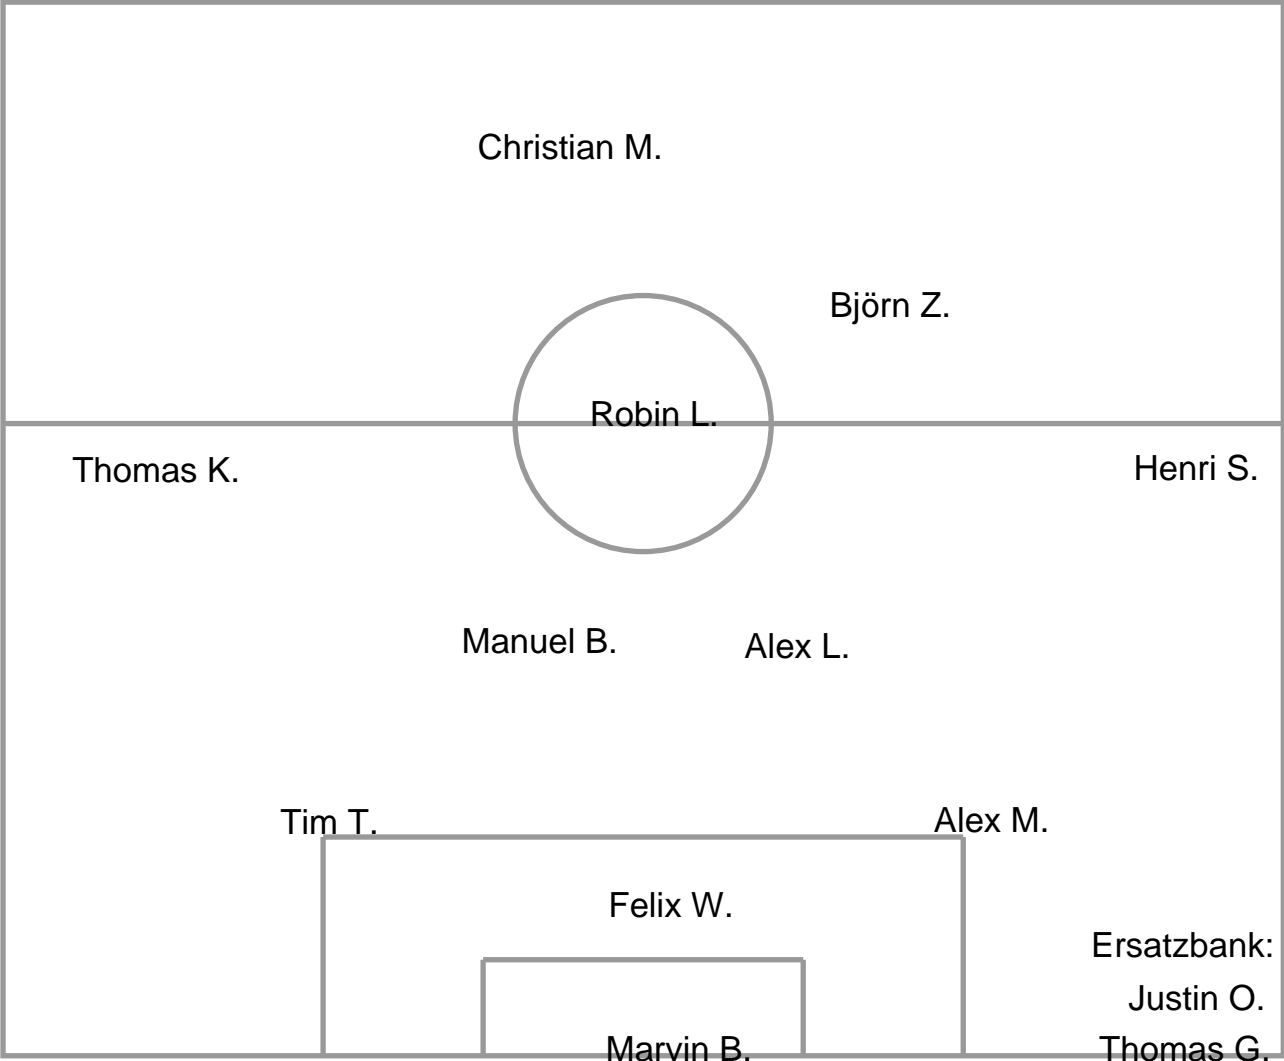 Christian M.
Björn Z.
Robin L.
Thomas K.
Henri S.
Manuel B.
Alex L.
Tim T.
Alex M.
Felix W.
Ersatzbank:
Justin O.
Marvin B.
Thomas G.